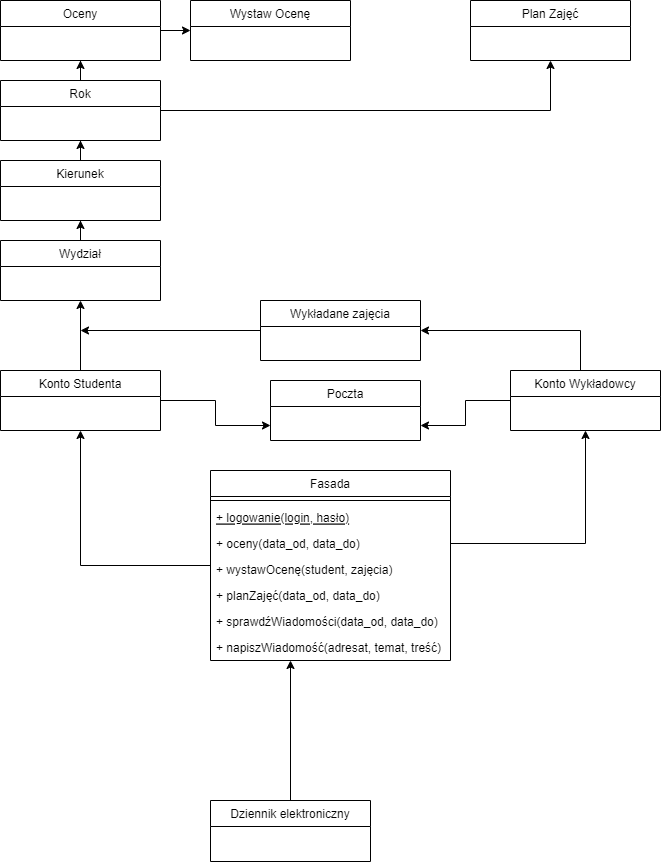 Oceny
Wystaw Ocenę
Plan Zajęć
Rok
Kierunek
Wydział
Wykładane zajęcia
Konto Studenta
Poczta
Konto Wykładowcy
Fasada
+ logowanie(login, hasło)
+ oceny(data_od, data_do)
+ wystawOcenę(student, zajęcia)
+ planZajęć(data_od, data_do)
+ sprawdźWiadomości(data_od, data_do)
+ napiszWiadomość(adresat, temat, treść)
Dziennik elektroniczny